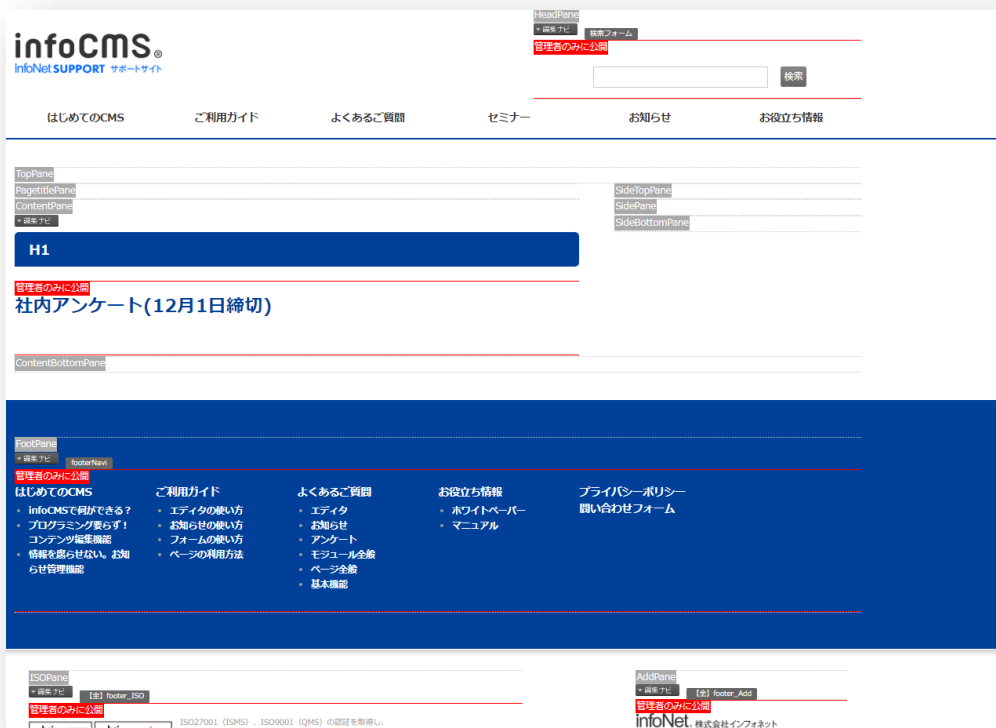 HeadPane
編集ナビ 検索フォーム
管理者のみに公開
infoCMS®
infoNet SUPPORT サポートサイト
検索
はじめてのCMS ご利用ガイド よくあるご質問 セミナー お知らせ お役立ち情報
TopPane
PagetitlePane
ContentPane
編集ナビ
SideTopPane
SidePane
SideBottomPane
H1
管理者のみに公開
社内アンケート(12月1日締切)
ContentBottomPane
FootPane
編集ナビ footerNavi
管理者のみに公開
はじめてのCMS
・ infoCMSで何ができる?
・ プログラミング要らず!
コンテンツ編集機能
・ 情報を腐らせない。お知
らせ管理機能
ご利用ガイド
・ エディタの使い方
・ お知らせの使い方
・ フォームの使い方
・ ページの利用方法
よくあるご質問
・ エディタ
・ お知らせ
・ アンケート
・ モジュール全般
・ ページ全般
・ 基本機能
お役立ち情報
・ ホワイトペーパー
・ マニュアル
プライバシーポリシー
問い合わせフォーム
ISOPane
編集ナビ 【全】footer_ISO
管理者のみに公開
ISO27001（ISMS）、ISO9001（QMS）の認証を取得し、
AddPane
編集ナビ 【全】footer_Add
管理者のみに公開
infoNet. 株式会社インフォネット